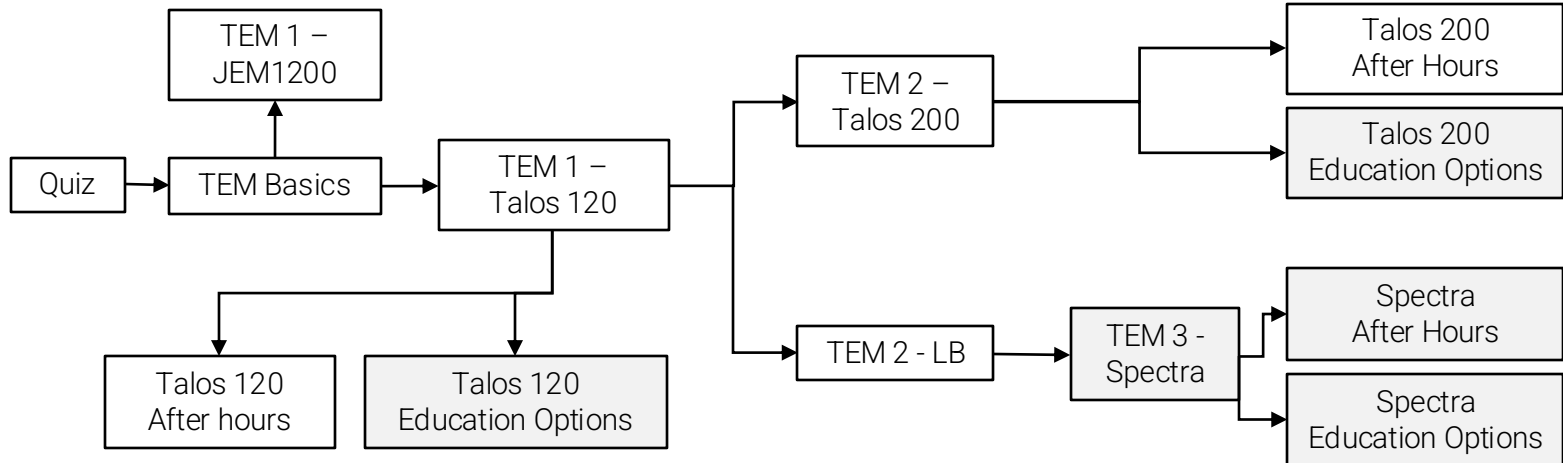 TEM 1 –
JEM1200
Quiz
TEM Basics
TEM 1 –
Talos 120
Talos 120
After hours
Talos 120
Education Options
TEM 2 –
Talos 200
Talos 200
After Hours
Talos 200
Education Options
TEM 2 - LB
TEM 3 -
Spectra
Spectra
After Hours
Spectra
Education Options